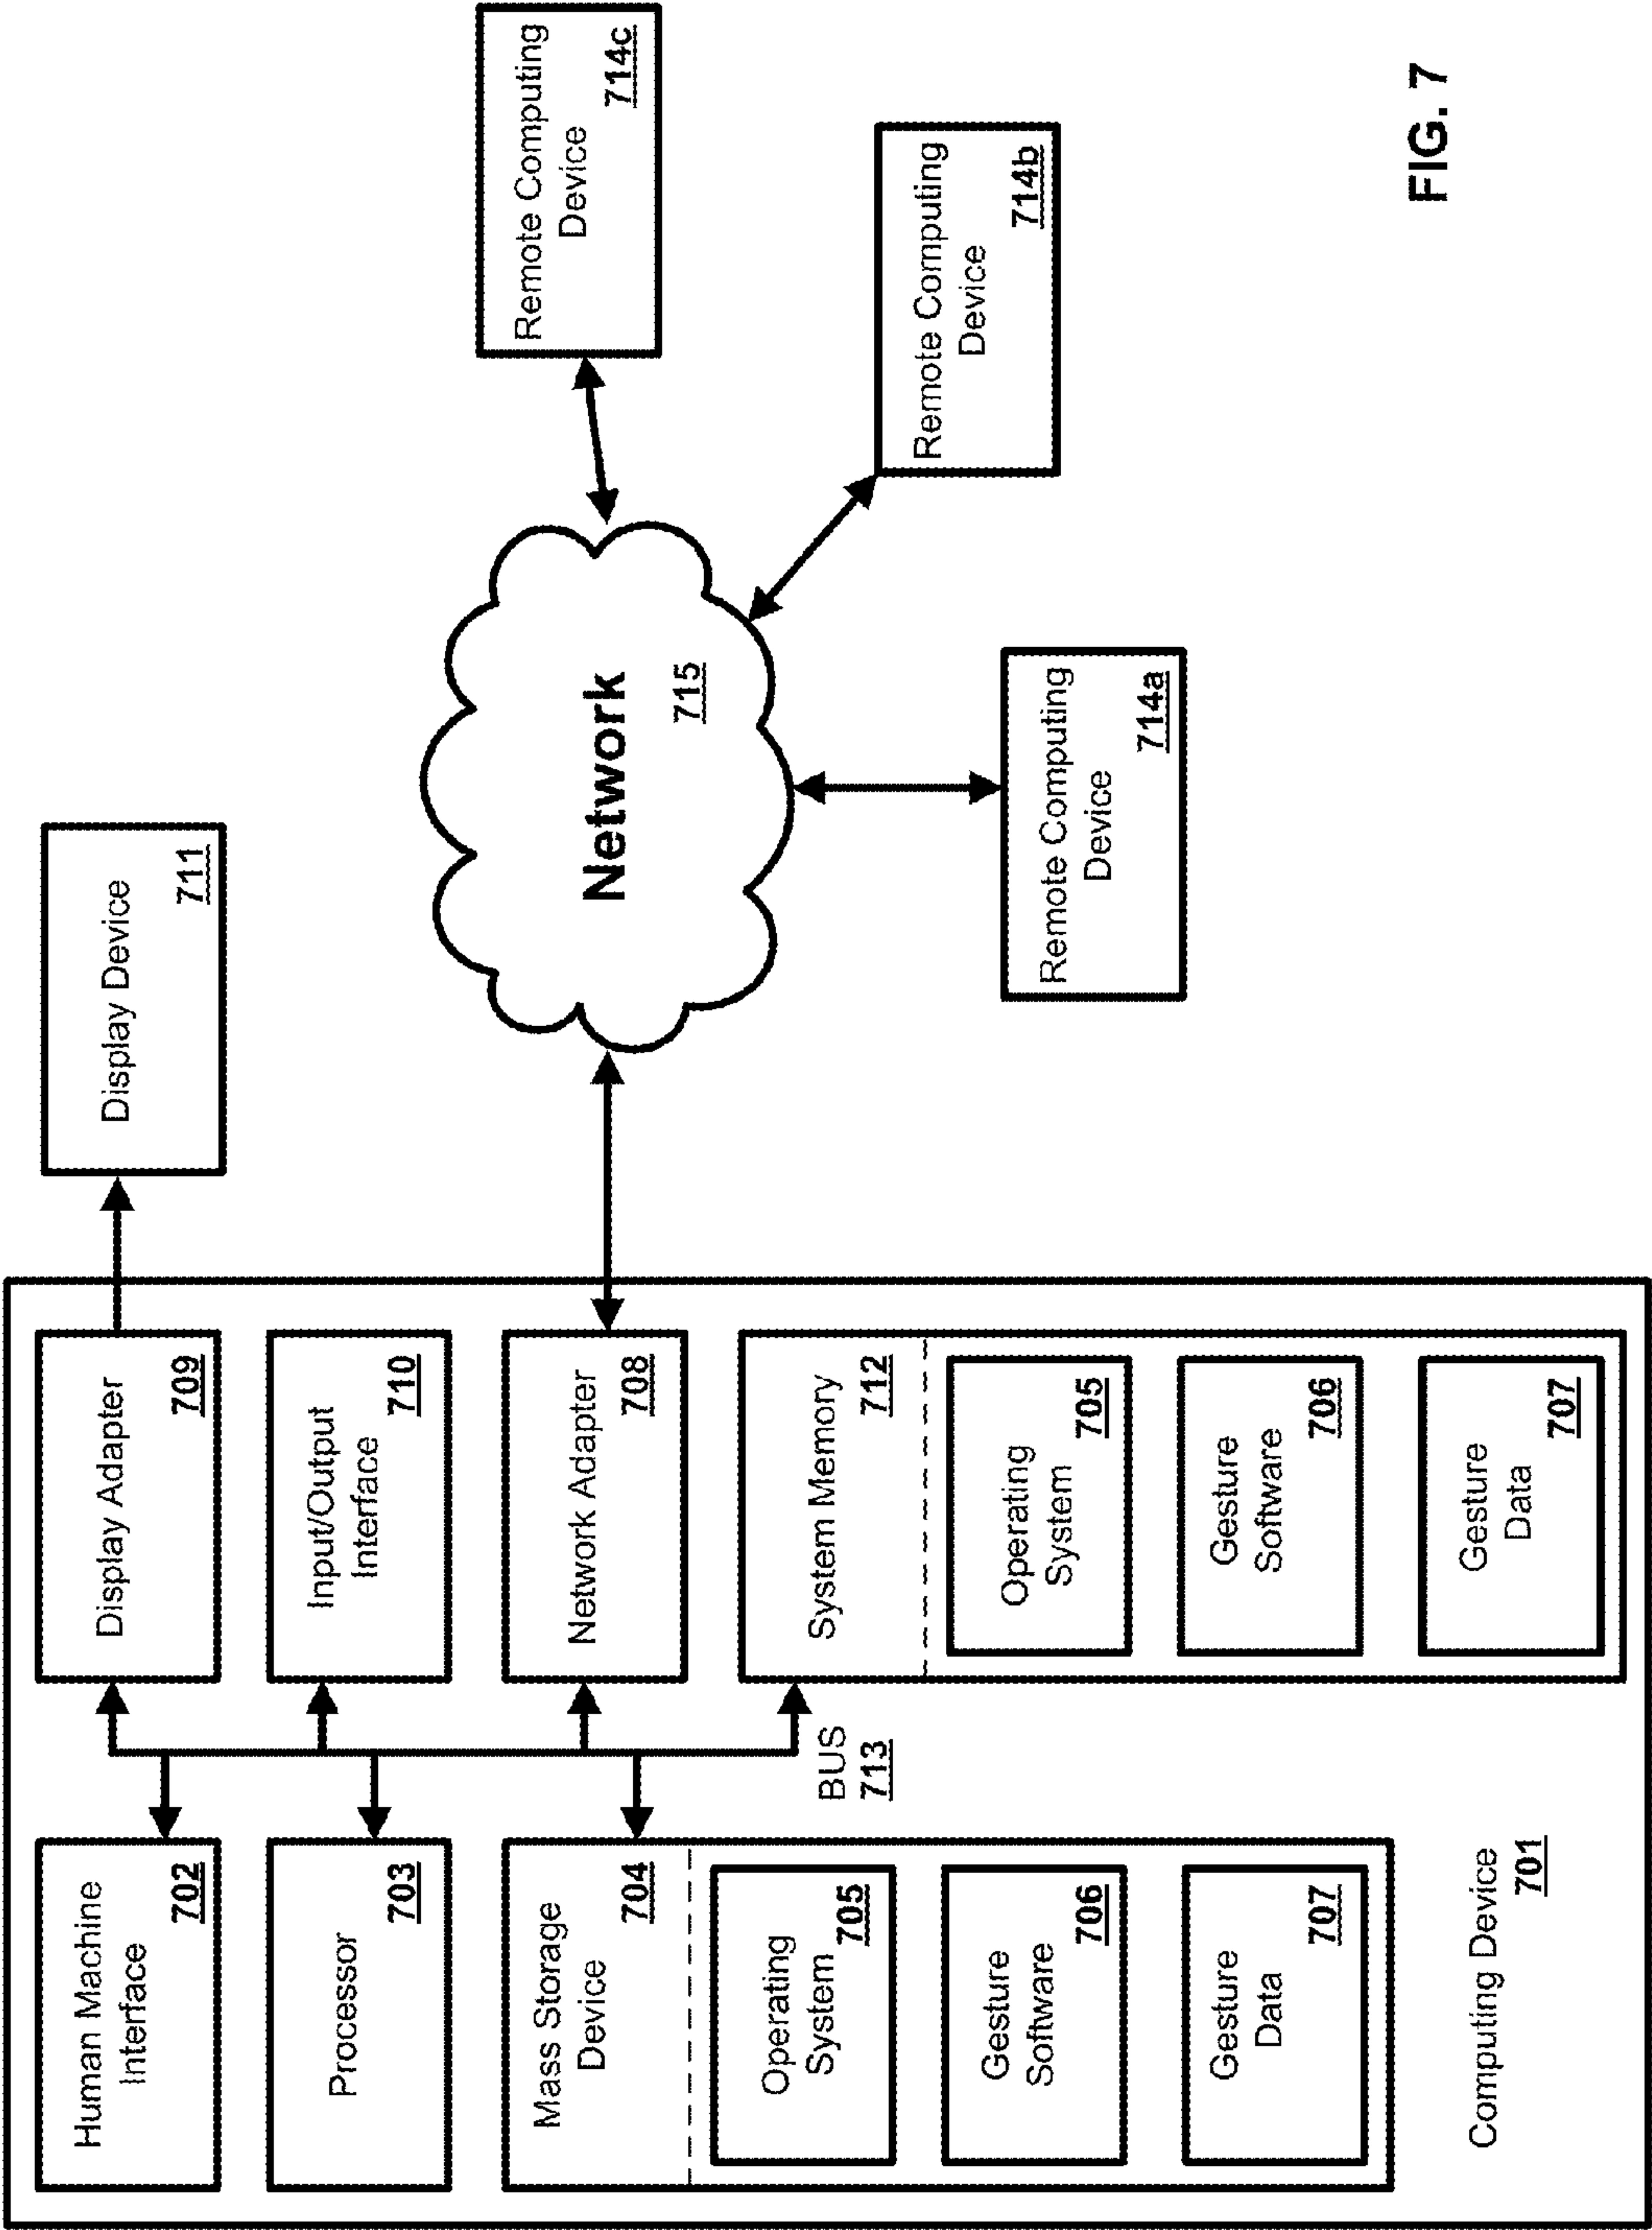 Human Machine
Interface
702
Display Adapter
709
Display Device
711
Processor
703
Input/Output
Interface
710
Mass Storage
Device
704
Network Adapter
708
Operating
System
705
Gesture
Software
706
Gesture
Data
707
BUS
713
System Memory
712
Operating
System
705
Gesture
Software
706
Gesture
Data
707
Computing Device
701
Network
715
Remote Computing
Device
714c
Remote Computing
Device
714b
Remote Computing
Device
714a
FIG. 7